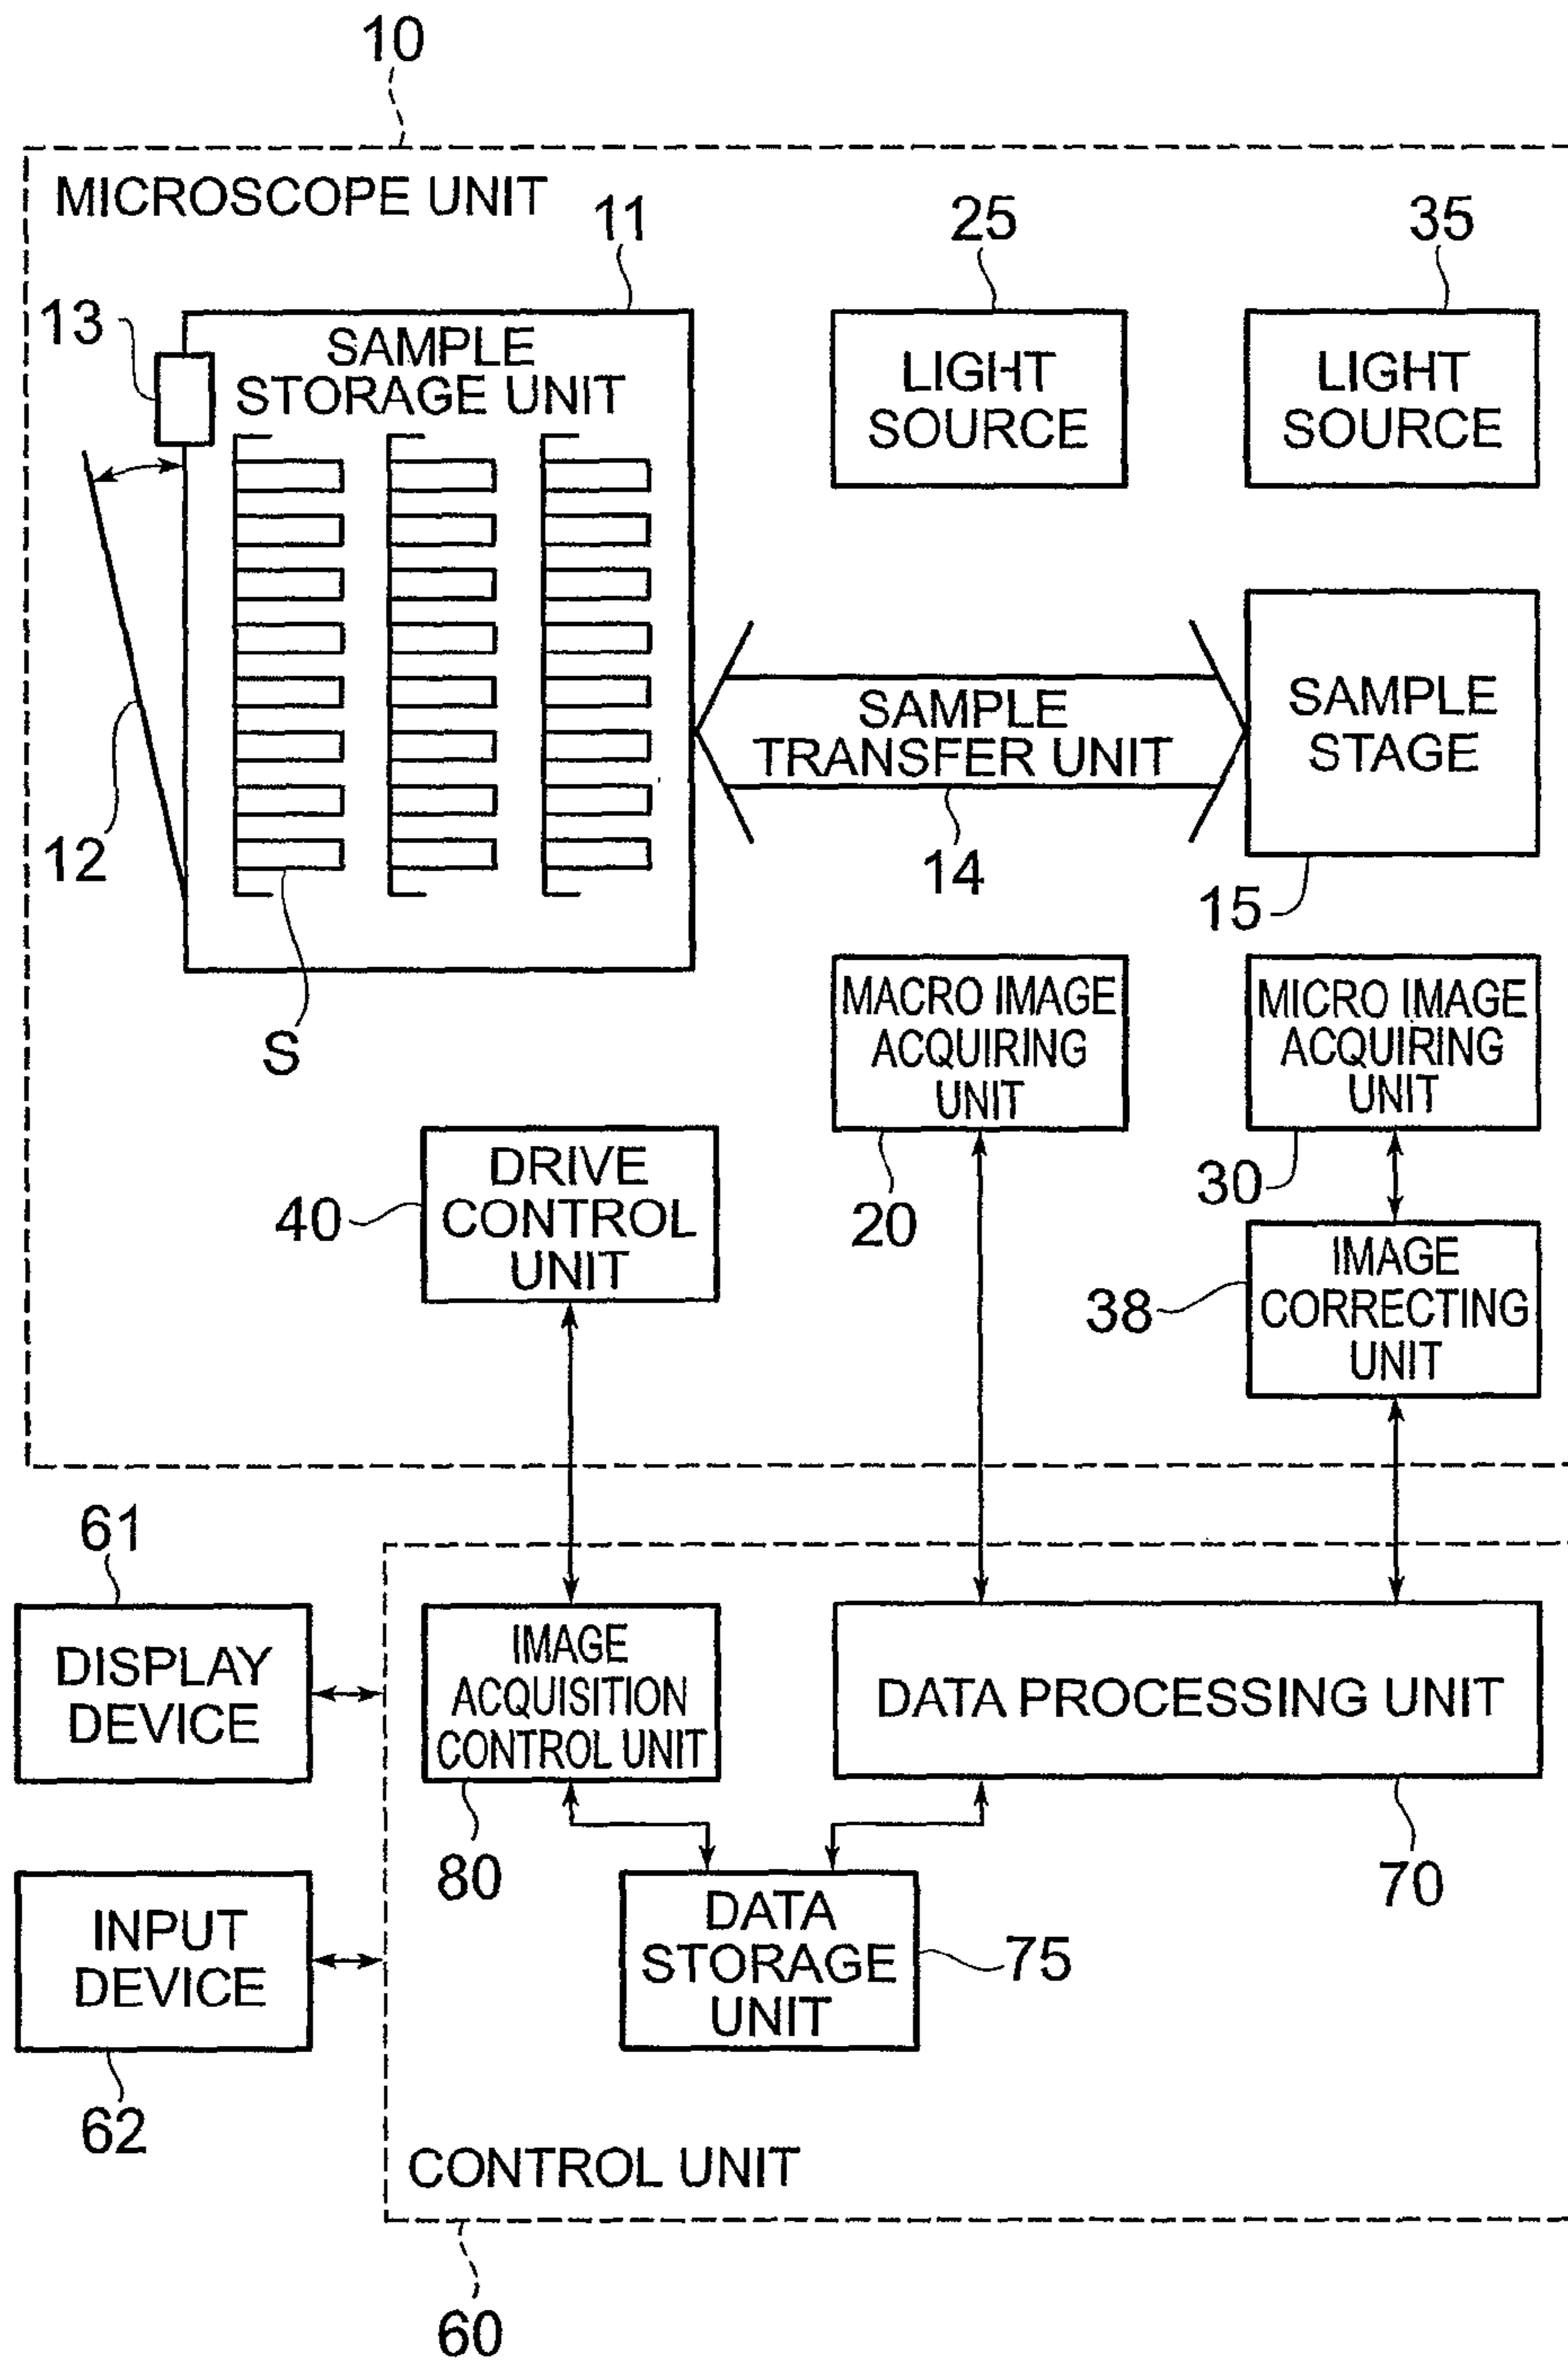 10
MICROSCOPE UNIT
11
25
35
13
SAMPLE
STORAGE UNIT
LIGHT
SOURCE
LIGHT
SOURCE
SAMPLE
TRANSFER UNIT
SAMPLE
STAGE
12
14
15
S
MACRO IMAGE
ACQUIRING
UNIT
MICRO IMAGE
ACQUIRING
UNIT
DRIVE
CONTROL
UNIT
40
20
30
38
IMAGE
CORRECTING
UNIT
61
DISPLAY
DEVICE
IMAGE
ACQUISITION
CONTROL UNIT
DATA PROCESSING UNIT
80
70
INPUT
DEVICE
DATA
STORAGE
UNIT
75
62
CONTROL UNIT
60